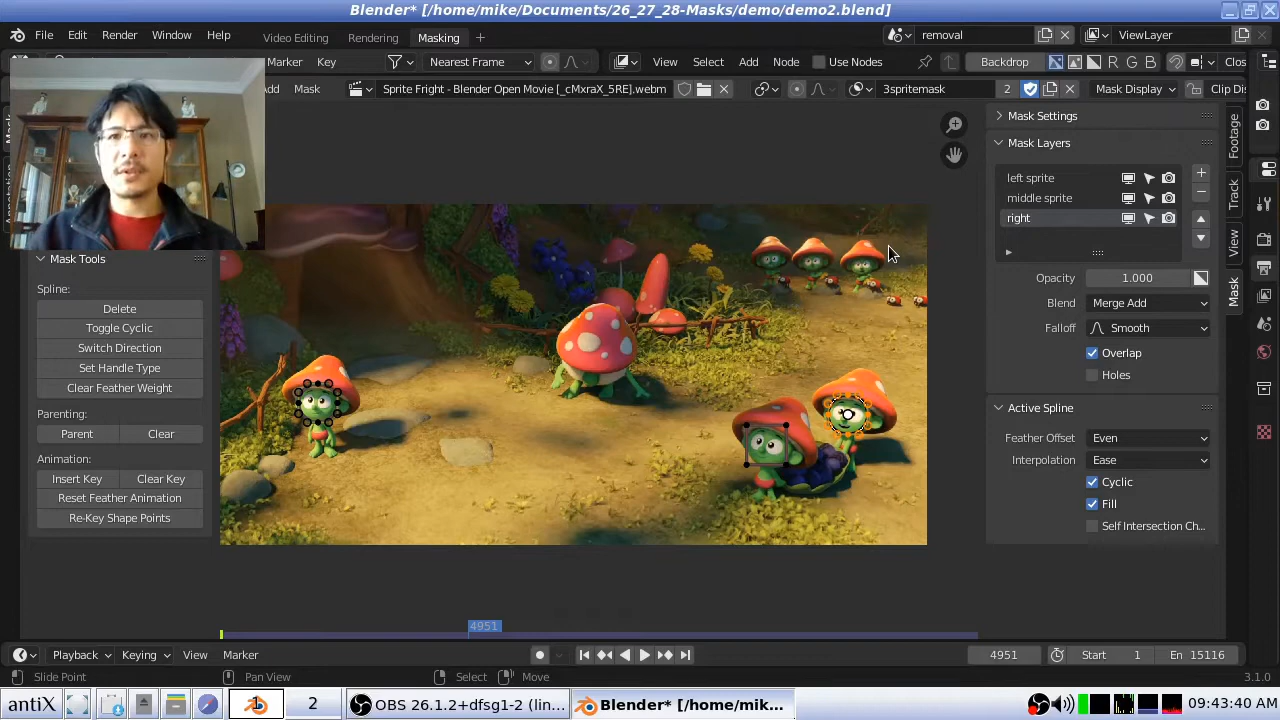 Blender* [/home/mike/Documents/26_27_28-Masks/demo/demo2.blend]
File Edit Render Window Help Video Editing Rendering Masking removal ViewLayer
Marker Key Nearest Frame View Select Add Node Use Nodes Backdrop R G B Clos
Mask Sprite Fright - Blender Open Movie [_cMxraX_5RE].webm 3spritemask 2 Mask Display Clip Dis
Mask Settings
Mask Layers
left sprite
middle sprite
right
Opacity 1.000
Blend Merge Add
Falloff Smooth
Overlap
Holes
Active Spline
Feather Offset Even
Interpolation Ease
Cyclic
Fill
Self Intersection Ch...
Footage
Track
View
Mask
Mask Tools
Spline:
Delete
Toggle Cyclic
Switch Direction
Set Handle Type
Clear Feather Weight
Parenting:
Parent Clear
Animation:
Insert Key Clear Key
Reset Feather Animation
Re-Key Shape Points
4951
Playback Keying View Marker 4951 Start 1 En 15116
Slide Point Pan View Select Move 3.1.0
antiX 1 2 OBS 26.1.2+dfsg1-2 (lin... Blender* [/home/mik... 09:43:40 AM